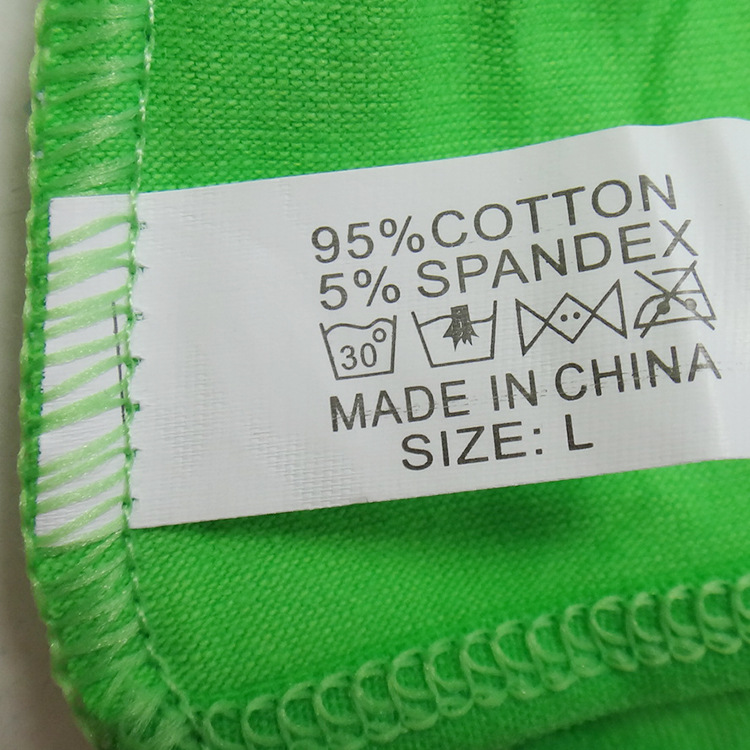 95%COTTON
5% SPANDEX
30°
MADE IN CHINA
SIZE: L